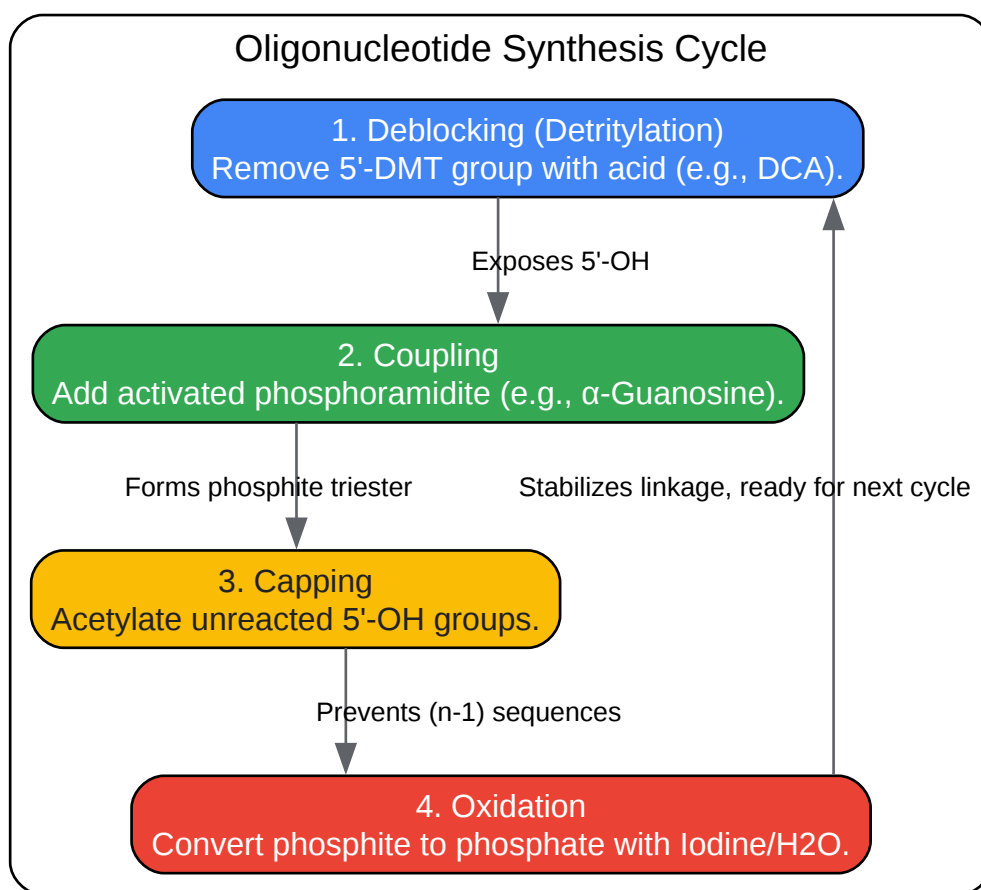 Oligonucleotide Synthesis Cycle
1. Deblocking (Detritylation)
Remove 5'-DMT group with acid (e.g., DCA).
Exposes 5'-OH
2. Coupling
Add activated phosphoramidite (e.g., α-Guanosine).
Forms phosphite triester
Stabilizes linkage, ready for next cycle
3. Capping
Acetylate unreacted 5'-OH groups.
Prevents (n-1) sequences
4. Oxidation
Convert phosphite to phosphate with Iodine/H2O.